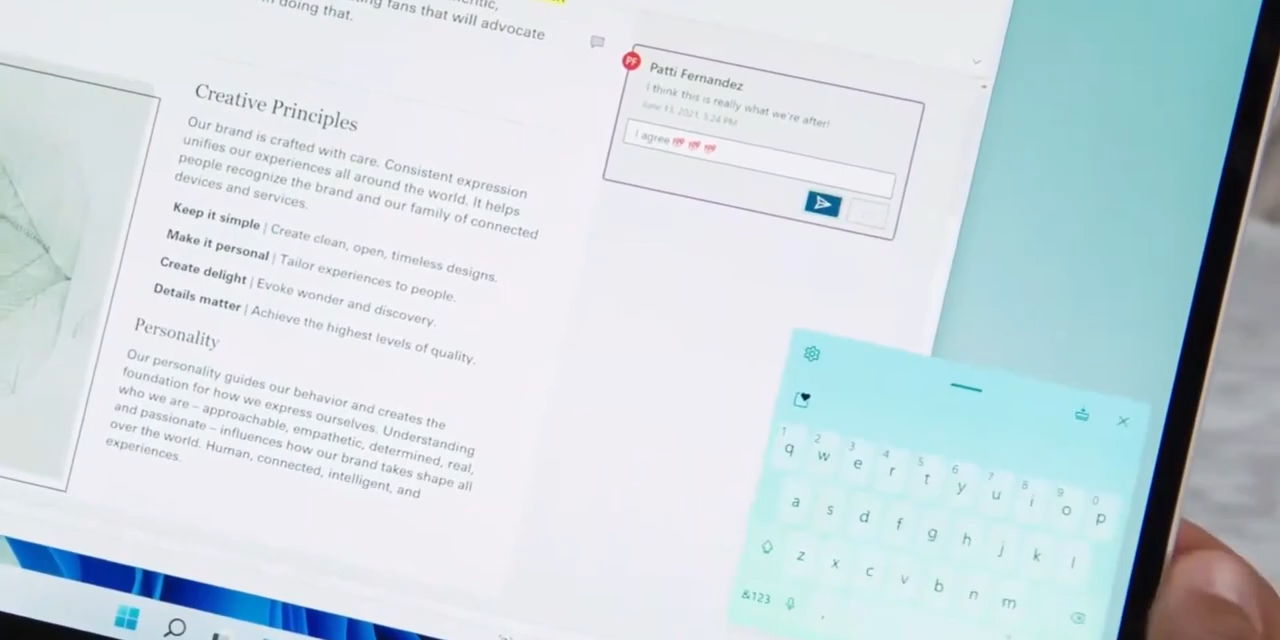 doing that.
fans that will advocate
Creative Principles
Our brand is crafted with care. Consistent expression
unifies our experiences all around the world. It helps
people recognize the brand and our family of connected
devices and services.
Keep it simple | Create clean, open, timeless designs.
Make it personal | Tailor experiences to people.
Create delight | Evoke wonder and discovery.
Details matter | Achieve the highest levels of quality.
Personality
Our personality guides our behavior and creates the
foundation for how we express ourselves. Understanding
who we are – approachable, empathetic, determined, real,
and passionate – influences how our brand takes shape all
over the world. Human, connected, intelligent, and
experiences.
PF
Patti Fernandez
I think this is really what we're after!
June 13, 2021, 5:24 PM
I agree 💯 💯 💯
1 2 3 4 5 6 7 8 9 0
q w e r t y u i o p
a s d f g h j k l
z x c v b n m
&123 ,